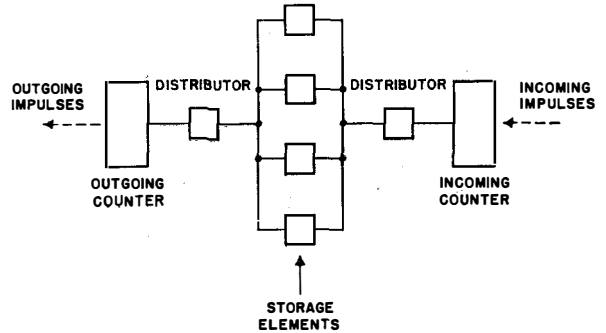 OUTGOING
IMPULSES
DISTRIBUTOR
DISTRIBUTOR
INCOMING
IMPULSES
OUTGOING
COUNTER
INCOMING
COUNTER
STORAGE
ELEMENTS